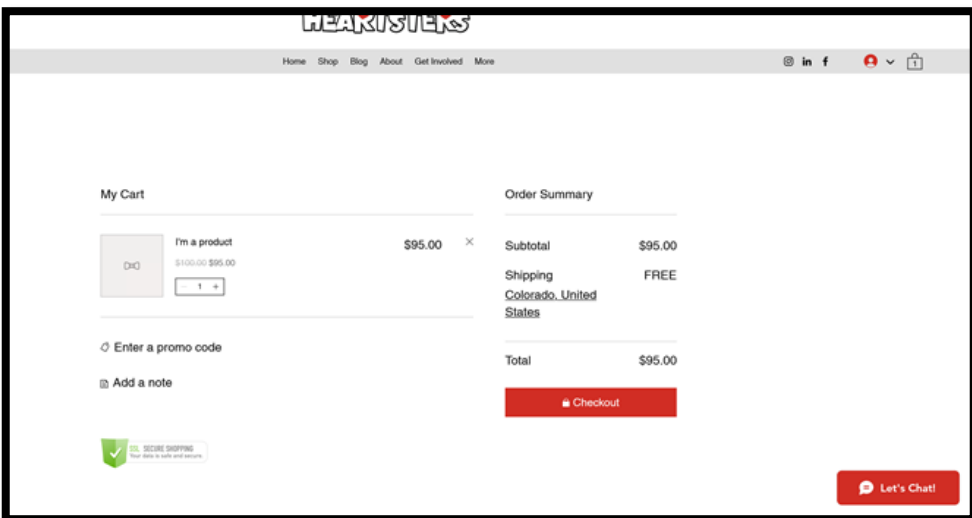 HEARTSTERS
Home Shop Blog About Get Involved More
1
My Cart
Order Summary
I'm a product
$95.00
$100.00 $95.00
- 1 +
Subtotal $95.00
Shipping FREE
Colorado, United
States
Enter a promo code
Add a note
Total $95.00
Checkout
SSL SECURE SHOPPING
Your data is safe and secure
Let's Chat!